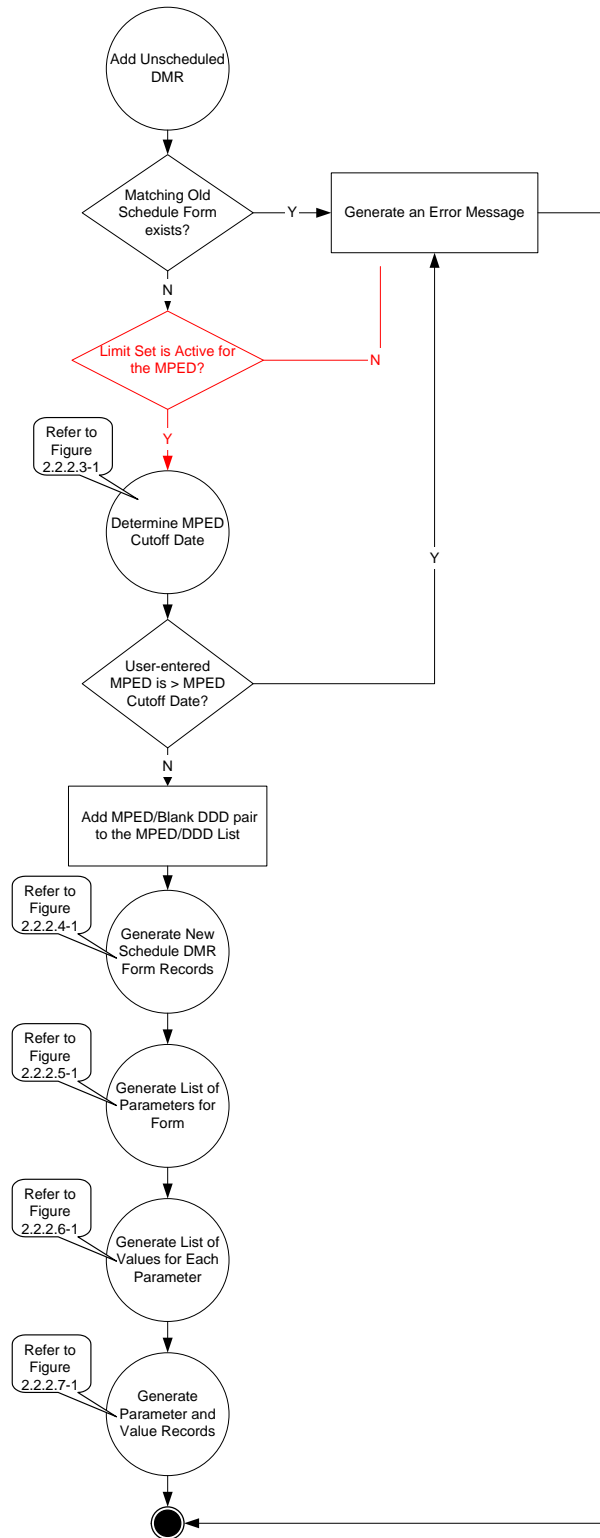 Add Unscheduled
DMR
Matching Old
Schedule Form
exists?
Y
Generate an Error Message
N
Limit Set is Active for
the MPED?
N
Y
Refer to
Figure
2.2.2.3-1
Determine MPED
Cutoff Date
Y
User-entered
MPED is > MPED
Cutoff Date?
N
Add MPED/Blank DDD pair
to the MPED/DDD List
Refer to
Figure
2.2.2.4-1
Generate New
Schedule DMR
Form Records
Refer to
Figure
2.2.2.5-1
Generate List of
Parameters for
Form
Refer to
Figure
2.2.2.6-1
Generate List of
Values for Each
Parameter
Refer to
Figure
2.2.2.7-1
Generate
Parameter and
Value Records